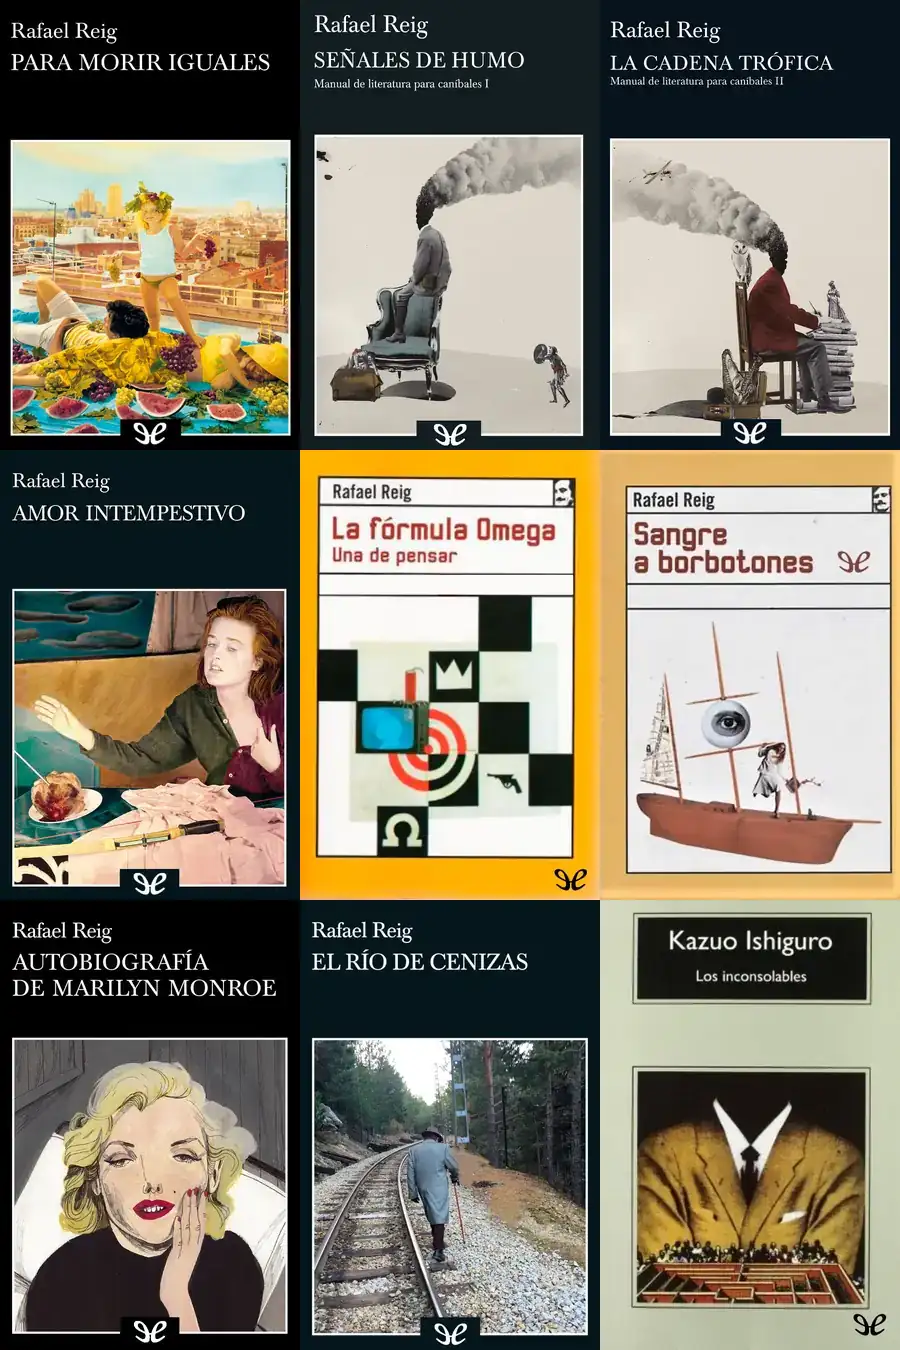 Rafael Reig
PARA MORIR IGUALES
Rafael Reig
SEÑALES DE HUMO
Manual de literatura para caníbales I
Rafael Reig
LA CADENA TRÓFICA
Manual de literatura para caníbales II
Rafael Reig
AMOR INTEMPESTIVO
Rafael Reig
La fórmula Omega
Una de pensar
Ω
Rafael Reig
Sangre
a borbotones
Rafael Reig
AUTOBIOGRAFÍA
DE MARILYN MONROE
Rafael Reig
EL RÍO DE CENIZAS
Kazuo Ishiguro
Los inconsolables